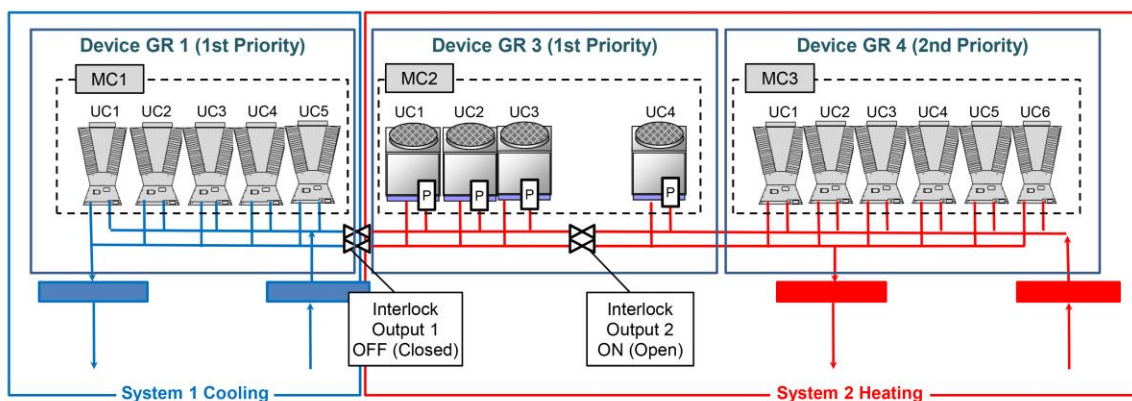 Device GR 1 (1st Priority)
MC1
UC1 UC2 UC3 UC4 UC5
Device GR 3 (1st Priority)
MC2
UC1 UC2 UC3 UC4
P P P P
Device GR 4 (2nd Priority)
MC3
UC1 UC2 UC3 UC4 UC5 UC6
Interlock
Output 1
OFF (Closed)
Interlock
Output 2
ON (Open)
System 1 Cooling
System 2 Heating